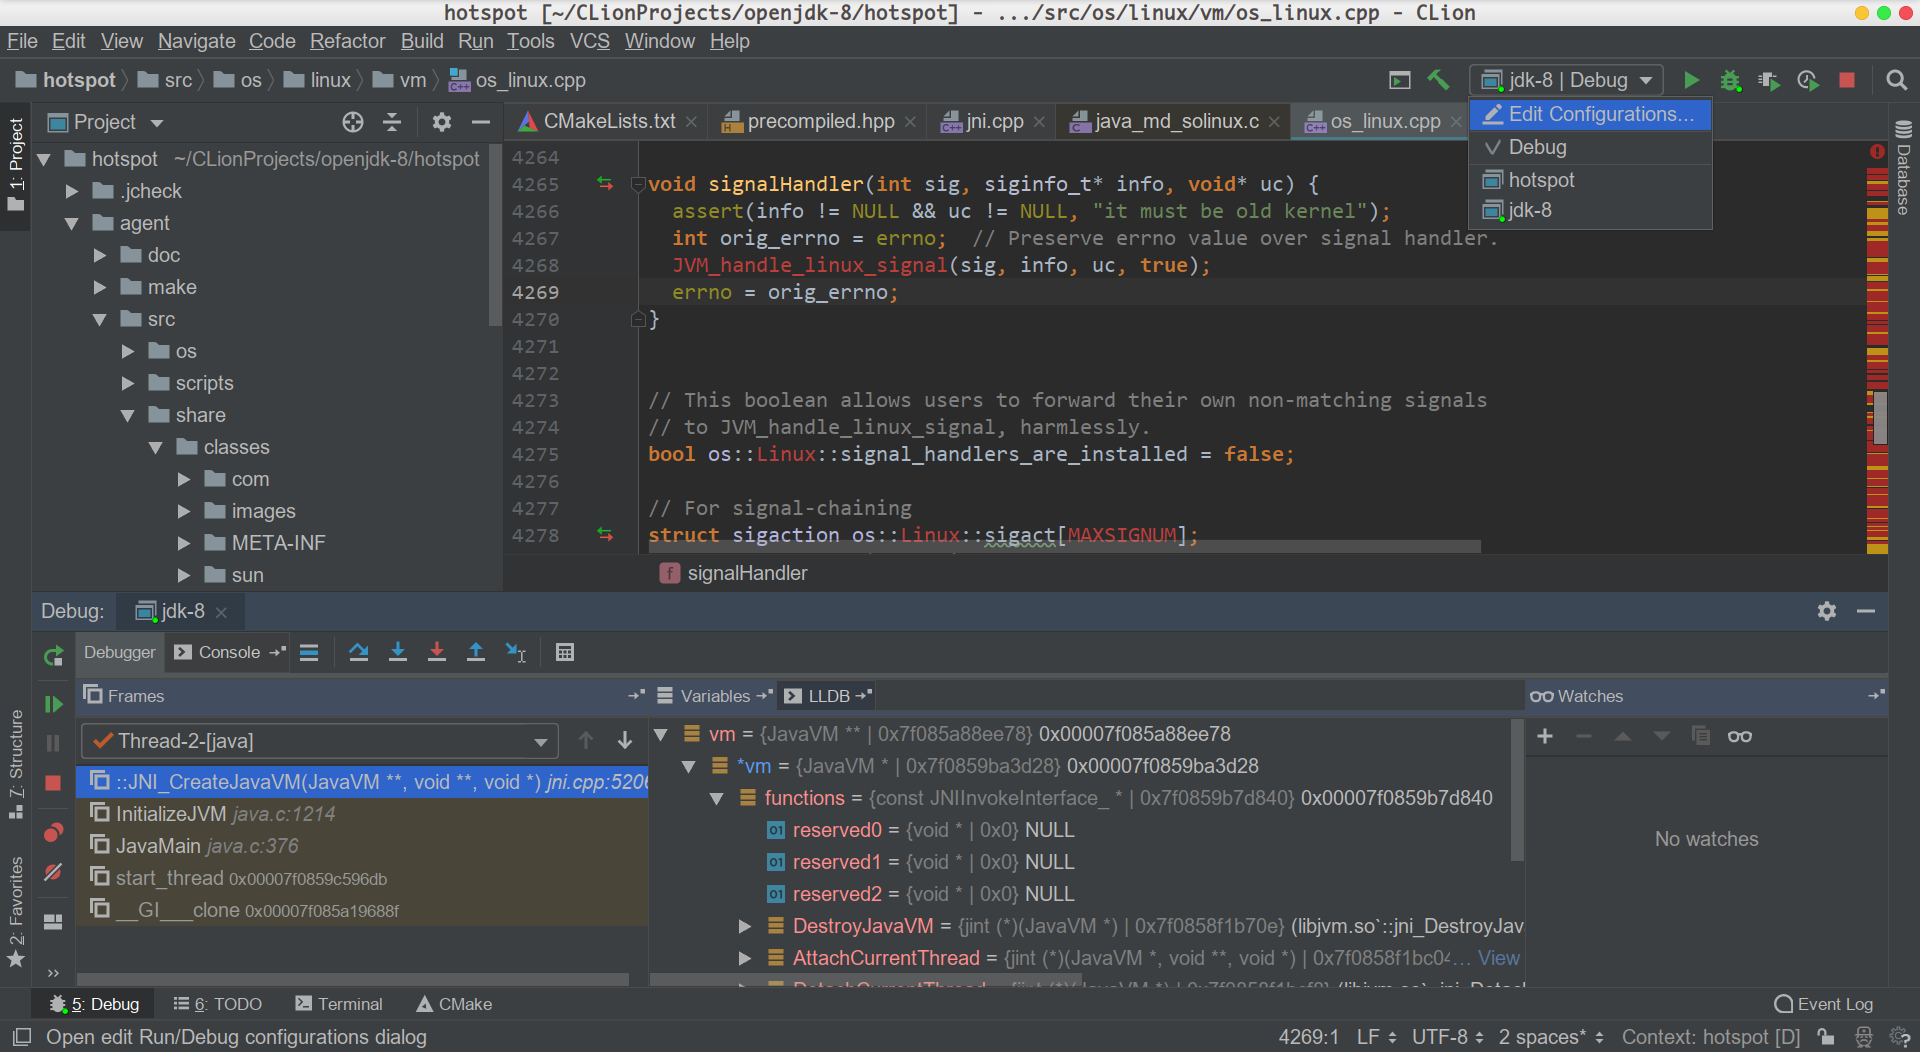 hotspot [~/CLionProjects/openjdk-8/hotspot] - .../src/os/linux/vm/os_linux.cpp - CLion
File Edit View Navigate Code Refactor Build Run Tools VCS Window Help
hotspot src os linux vm os_linux.cpp
jdk-8 | Debug
Edit Configurations...
Debug
hotspot
jdk-8
1: Project
Project
CMakeLists.txt precompiled.hpp jni.cpp java_md_solinux.c os_linux.cpp
Database
hotspot ~/CLionProjects/openjdk-8/hotspot
.jcheck
agent
doc
make
src
os
scripts
share
classes
com
images
META-INF
sun
4264
4265 void signalHandler(int sig, siginfo_t* info, void* uc) {
4266 assert(info != NULL && uc != NULL, "it must be old kernel");
4267 int orig_errno = errno;  // Preserve errno value over signal handler.
4268 JVM_handle_linux_signal(sig, info, uc, true);
4269 errno = orig_errno;
4270 }
4271
4272
4273 // This boolean allows users to forward their own non-matching signals
4274 // to JVM_handle_linux_signal, harmlessly.
4275 bool os::Linux::signal_handlers_are_installed = false;
4276
4277 // For signal-chaining
4278 struct sigaction os::Linux::sigact[MAXSIGNUM];
f signalHandler
Debug: jdk-8
Debugger Console
Frames
Thread-2-[java]
::JNI_CreateJavaVM(JavaVM **, void **, void *) jni.cpp:5206
InitializeJVM java.c:1214
JavaMain java.c:376
start_thread 0x00007f0859c596db
__GI___clone 0x00007f085a19688f
Variables LLDB
vm = {JavaVM ** | 0x7f085a88ee78} 0x00007f085a88ee78
*vm = {JavaVM * | 0x7f0859ba3d28} 0x00007f0859ba3d28
functions = {const JNIInvokeInterface_ * | 0x7f0859b7d840} 0x00007f0859b7d840
01 reserved0 = {void * | 0x0} NULL
01 reserved1 = {void * | 0x0} NULL
01 reserved2 = {void * | 0x0} NULL
DestroyJavaVM = {jint (*)(JavaVM *) | 0x7f0858f1b70e} (libjvm.so`::jni_DestroyJav
AttachCurrentThread = {jint (*)(JavaVM *, void **, void *) | 0x7f0858f1bc04... View
Watches
No watches
7: Structure
2: Favorites
5: Debug 6: TODO Terminal CMake
Event Log
Open edit Run/Debug configurations dialog
4269:1 LF UTF-8 2 spaces* Context: hotspot [D]